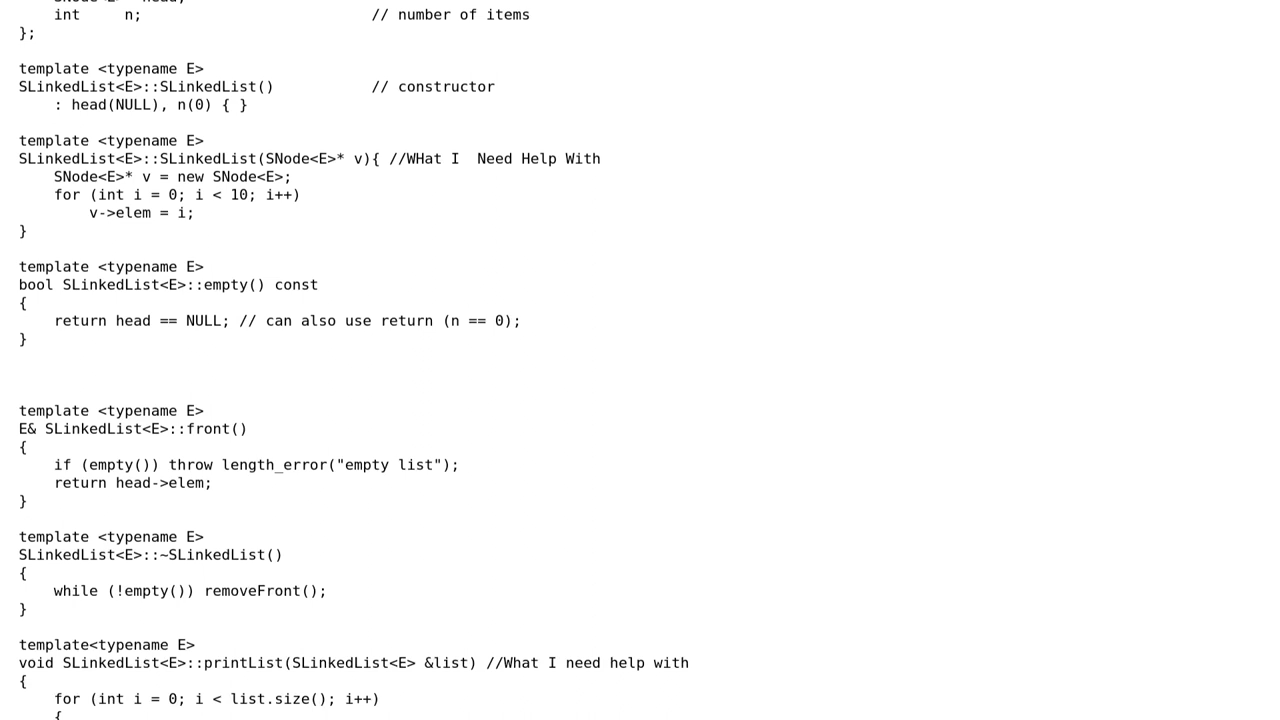 int     n;                          // number of items
};
template <typename E>
SLinkedList<E>::SLinkedList()           // constructor
    : head(NULL), n(0) { }
template <typename E>
SLinkedList<E>::SLinkedList(SNode<E>* v){ //WHat I  Need Help With
    SNode<E>* v = new SNode<E>;
    for (int i = 0; i < 10; i++)
        v->elem = i;
}
template <typename E>
bool SLinkedList<E>::empty() const
{
    return head == NULL; // can also use return (n == 0);
}
template <typename E>
E& SLinkedList<E>::front()
{
    if (empty()) throw length_error("empty list");
    return head->elem;
}
template <typename E>
SLinkedList<E>::~SLinkedList()
{
    while (!empty()) removeFront();
}
template<typename E>
void SLinkedList<E>::printList(SLinkedList<E> &list) //What I need help with
{
    for (int i = 0; i < list.size(); i++)
    {